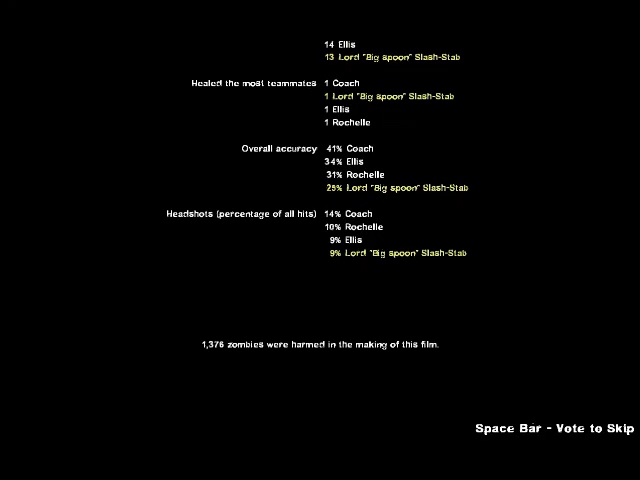 14 Ellis
13 Lord "Big spoon" Slash-Stab
Healed the most teammates 1 Coach
1 Lord "Big spoon" Slash-Stab
1 Ellis
1 Rochelle
Overall accuracy 41% Coach
34% Ellis
31% Rochelle
25% Lord "Big spoon" Slash-Stab
Headshots (percentage of all hits) 14% Coach
10% Rochelle
9% Ellis
9% Lord "Big spoon" Slash-Stab
1,376 zombies were harmed in the making of this film.
Space Bar - Vote to Skip